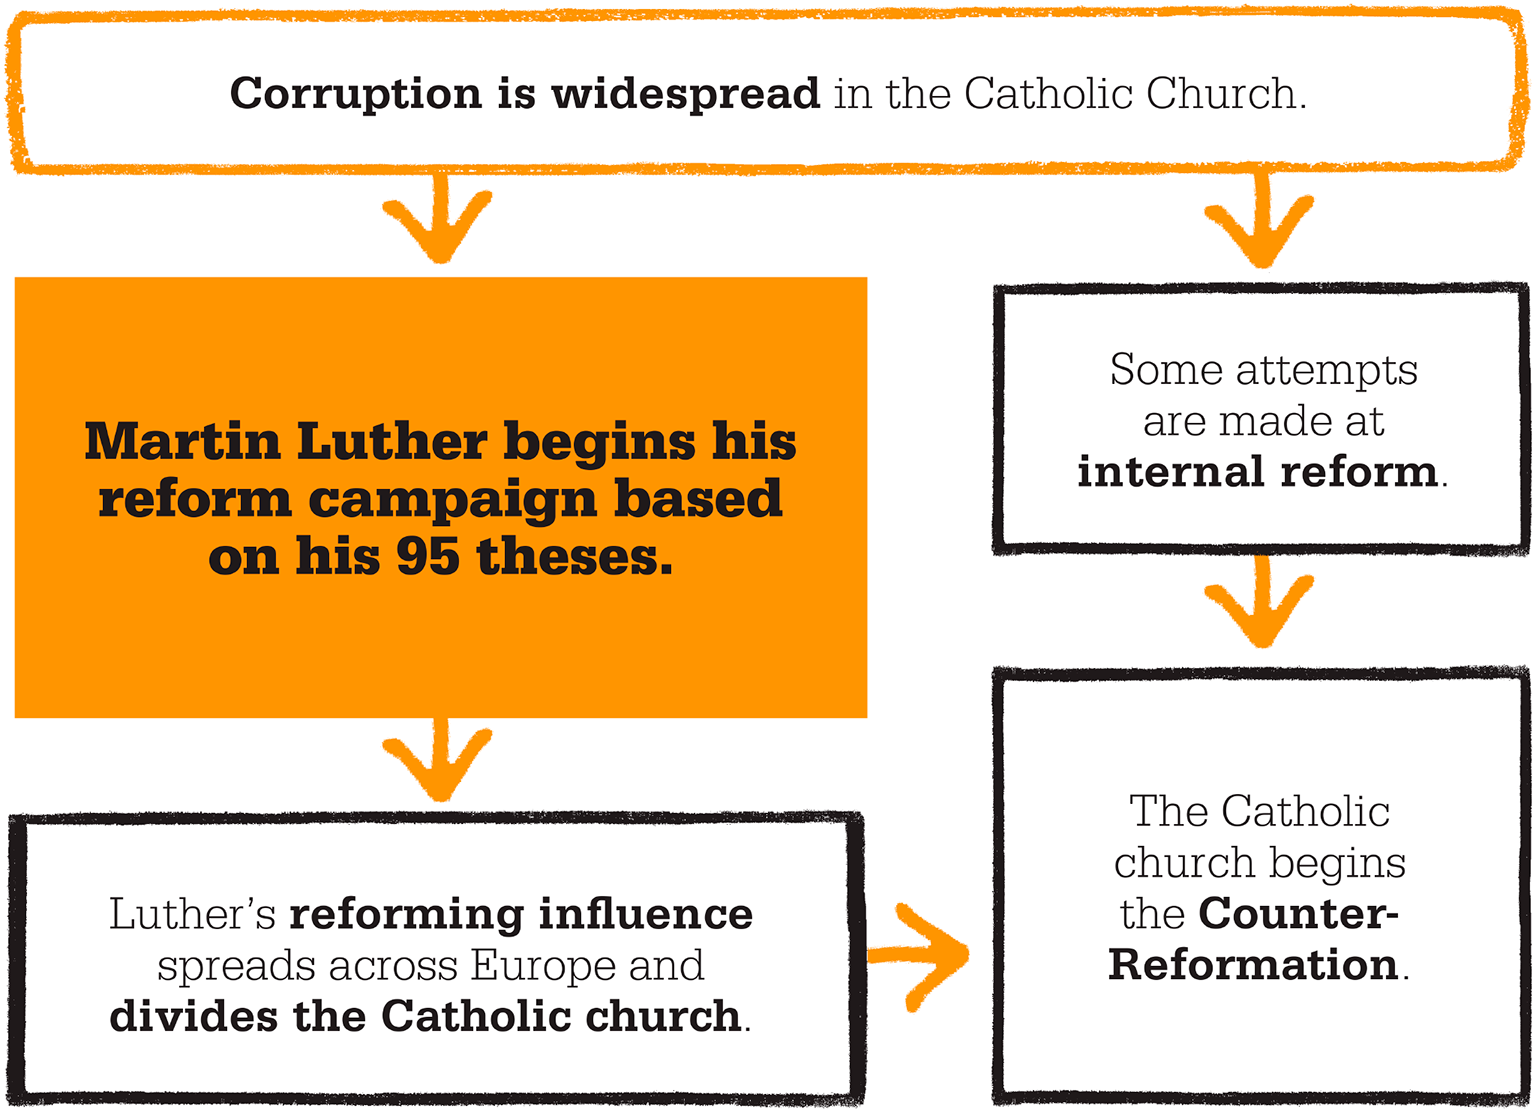 Corruption is widespread in the Catholic Church.
Martin Luther begins his
reform campaign based
on his 95 theses.
Some attempts
are made at
internal reform.
Luther’s reforming influence
spreads across Europe and
divides the Catholic church.
The Catholic
church begins
the Counter-
Reformation.